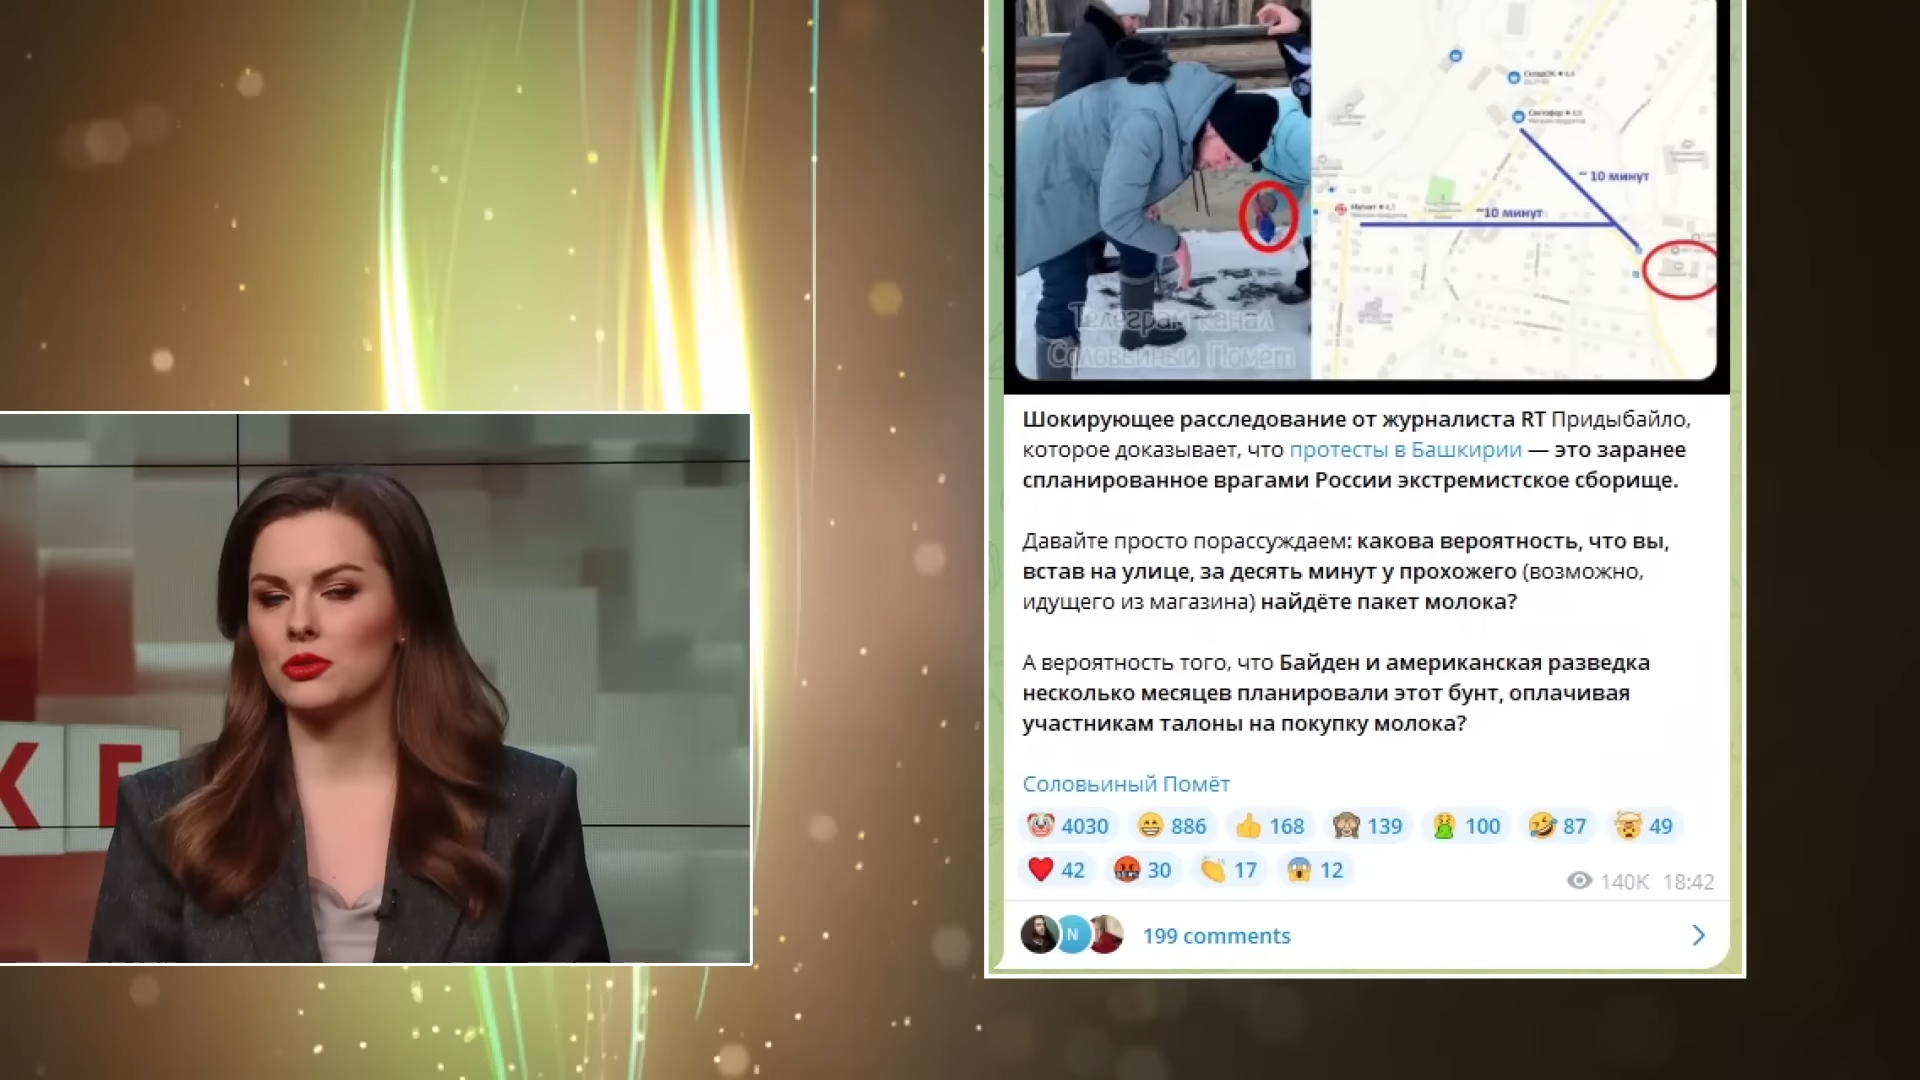 ~ 10 минут
~10 минут
Телеграм канал
Соловьиный Помёт
Шокирующее расследование от журналиста RT Придыбайло,
которое доказывает, что протесты в Башкирии — это заранее
спланированное врагами России экстремистское сборище.
Давайте просто порассуждаем: какова вероятность, что вы,
встав на улице, за десять минут у прохожего (возможно,
идущего из магазина) найдёте пакет молока?
А вероятность того, что Байден и американская разведка
несколько месяцев планировали этот бунт, оплачивая
участникам талоны на покупку молока?
Соловьиный Помёт
4030 886 168 139 100 87 49
42 30 17 12 140K 18:42
N 199 comments